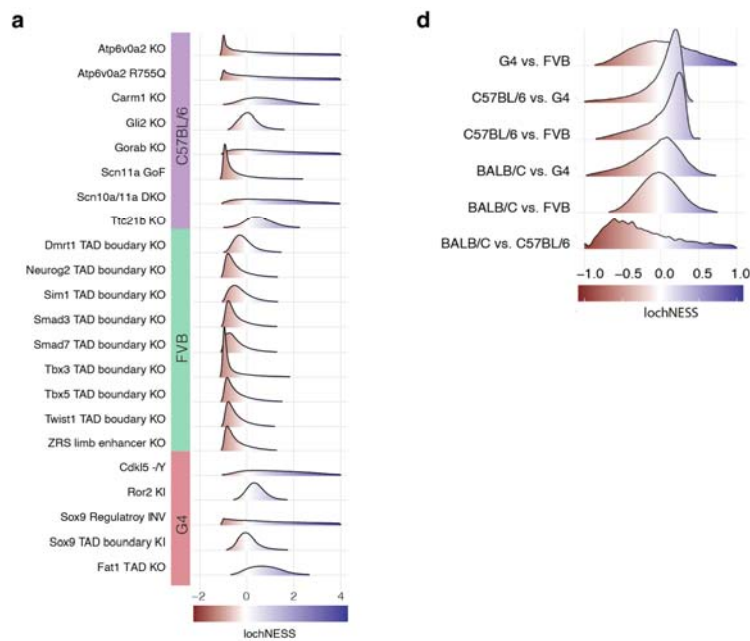 a
Atp6v0a2 KO
Atp6v0a2 R755Q
Carm1 KO
Gli2 KO
Gorab KO
Scn11a GoF
Scn10a/11a DKO
Ttc21b KO
C57BL/6
Dmrt1 TAD boudary KO
Neurog2 TAD boundary KO
Sim1 TAD boundary KO
Smad3 TAD boundary KO
Smad7 TAD boundary KO
Tbx3 TAD boundary KO
Tbx5 TAD boundary KO
Twist1 TAD boudary KO
ZRS limb enhancer KO
FVB
Cdkl5 -/Y
Ror2 KI
Sox9 Regulatroy INV
Sox9 TAD boundary KI
Fat1 TAD KO
G4
−2 0 2 4
lochNESS
d
G4 vs. FVB
C57BL/6 vs. G4
C57BL/6 vs. FVB
BALB/C vs. G4
BALB/C vs. FVB
BALB/C vs. C57BL/6
−1.0 −0.5 0.0 0.5 1.0
lochNESS